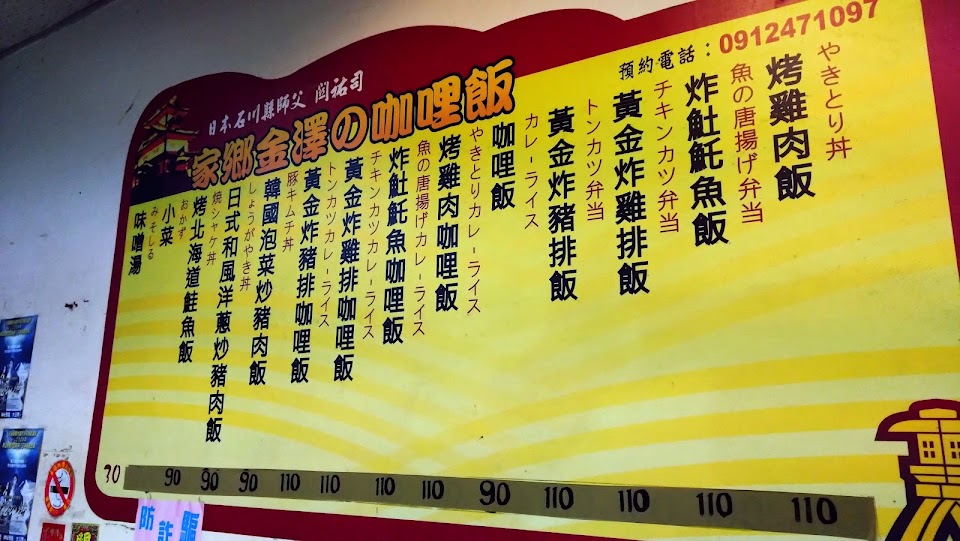 預約電話：0912471097
日本石川縣師父 岡祐司
家鄉金澤の咖哩飯
やきとり丼
烤雞肉飯
魚の唐揚げ弁当
炸魠魠魚飯
チキンカツ弁当
黃金炸雞排飯
トンカツ弁当
黃金炸豬排飯
カレーライス
咖哩飯
やきとりカレーライス
烤雞肉咖哩飯
魚の唐揚げカレーライス
炸魠魠魚咖哩飯
チキンカツカレーライス
黃金炸雞排咖哩飯
トンカツカレーライス
黃金炸豬排咖哩飯
豚キムチ丼
韓國泡菜炒豬肉飯
しょうがやき丼
日式和風洋蔥炒豬肉飯
焼シャケ丼
烤北海道鮭魚飯
おかず
小菜
みそしる
味噌湯
30 90 90 90 110 110 110 110 90 110 110 110 110
防詐騙